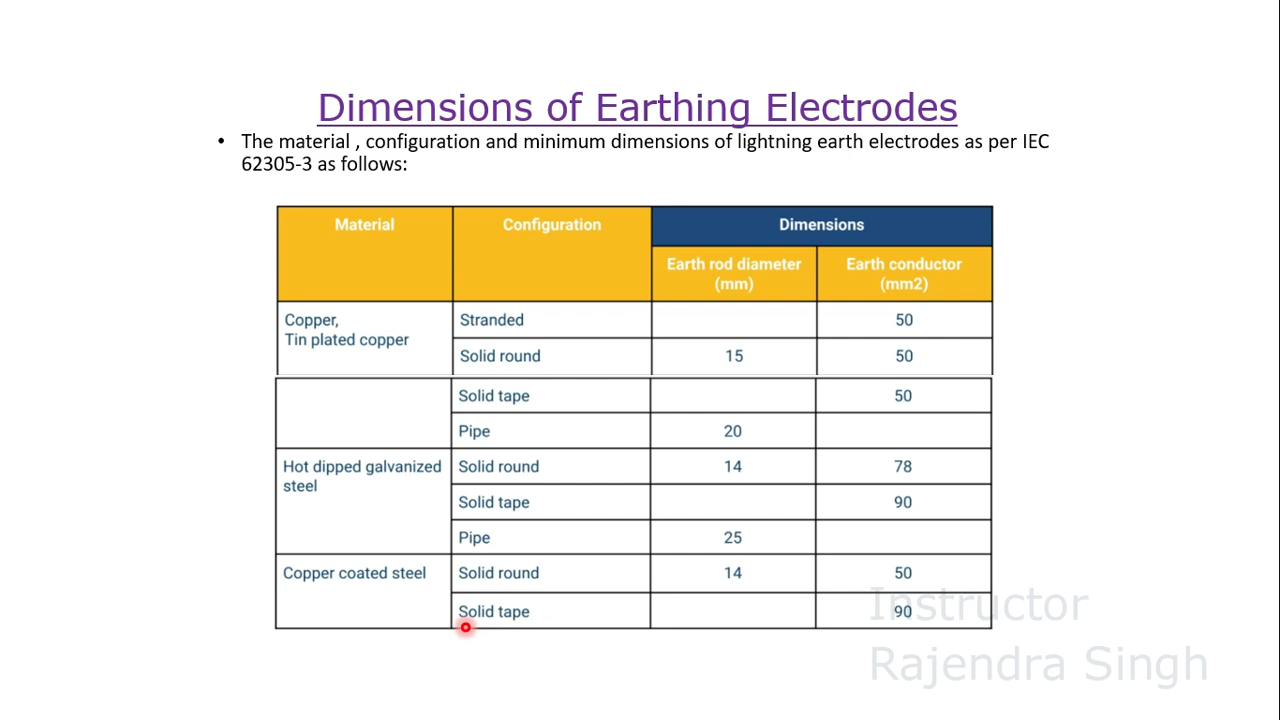 Dimensions of Earthing Electrodes
• The material , configuration and minimum dimensions of lightning earth electrodes as per IEC
62305-3 as follows:
Material Configuration Dimensions
Earth rod diameter (mm) Earth conductor (mm2)
Copper,
Tin plated copper
Stranded 50
Solid round 15 50
Solid tape 50
Pipe 20
Hot dipped galvanized
steel
Solid round 14 78
Solid tape 90
Pipe 25
Copper coated steel Solid round 14 50
Solid tape 90
Instructor
Rajendra Singh